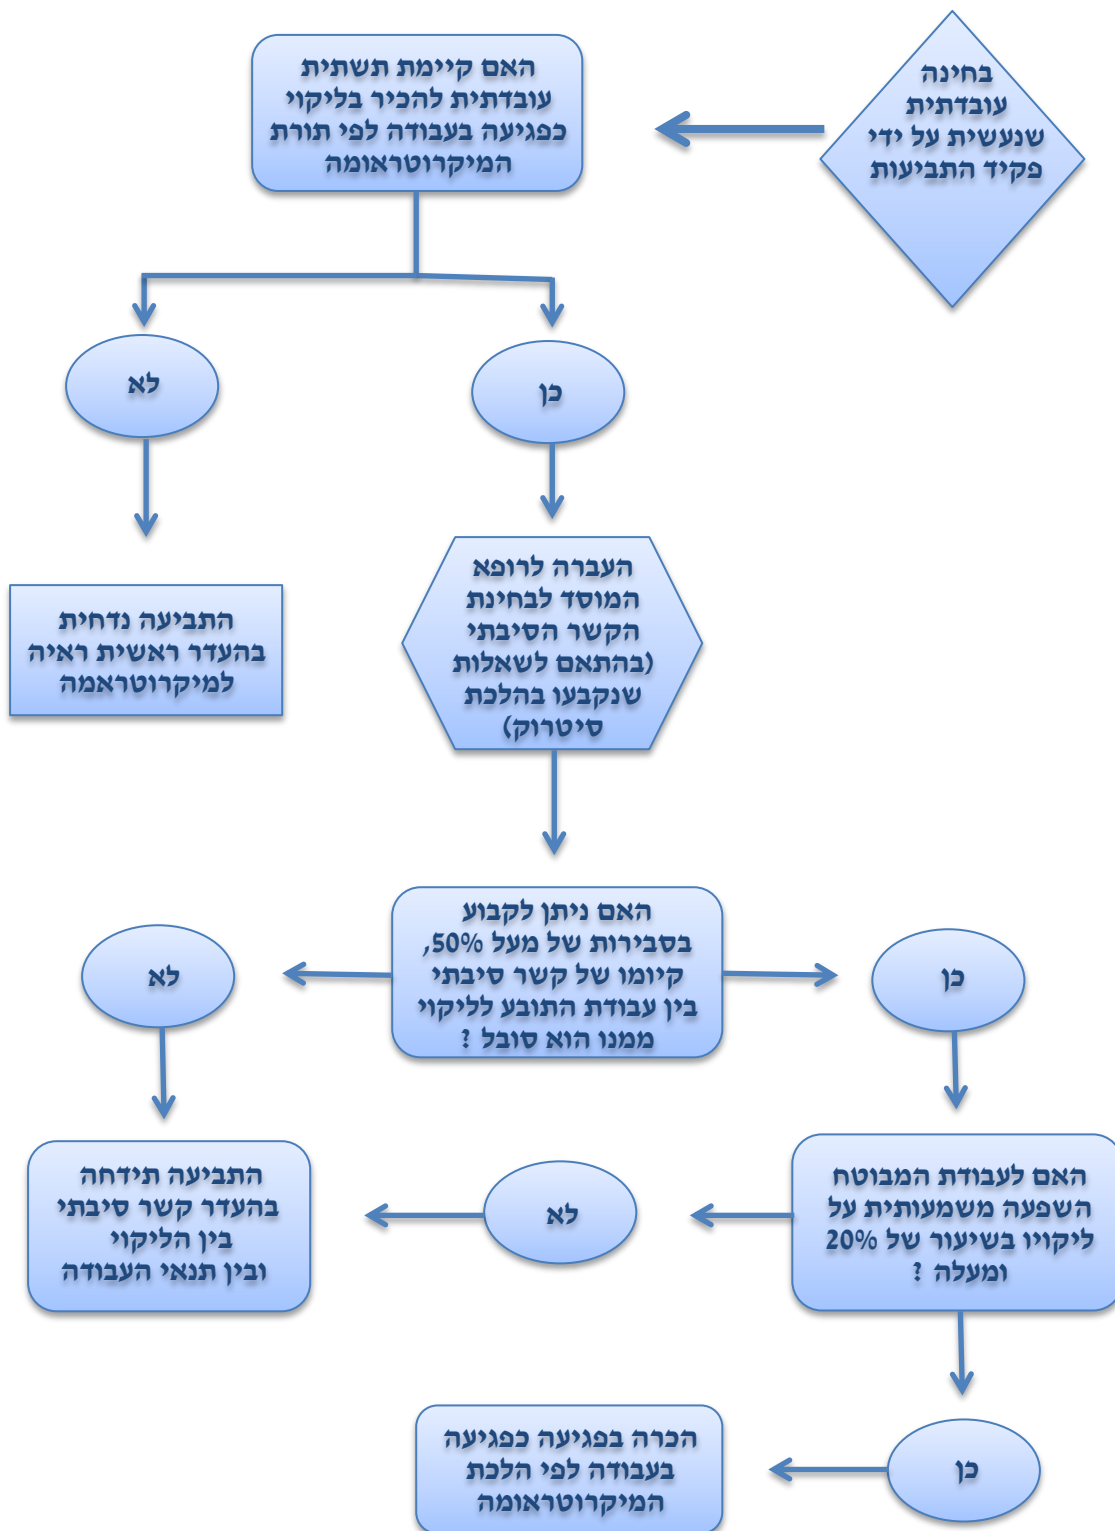 בחינה
עובדתית
שנעשית על ידי
פקיד התביעות
האם קיימת תשתית
עובדתית להכיר בליקוי
כפגיעה בעבודה לפי תורת
המיקרוטראומה
כן
לא
התביעה נדחית
בהעדר ראשית ראיה
למיקרוטראמה
העברה לרופא
המוסד לבחינת
הקשר הסיבתי
(בהתאם לשאלות
שנקבעו בהלכת
סיטרוק)
האם ניתן לקבוע
בסבירות של מעל 50%,
קיומו של קשר סיבתי
בין עבודת התובע לליקוי
ממנו הוא סובל ?
כן
לא
האם לעבודת המבוטח
השפעה משמעותית על
ליקויו בשיעור של 20%
ומעלה ?
לא
התביעה תידחה
בהעדר קשר סיבתי
בין הליקוי
ובין תנאי העבודה
כן
הכרה בפגיעה כפגיעה
בעבודה לפי הלכת
המיקרוטראומה